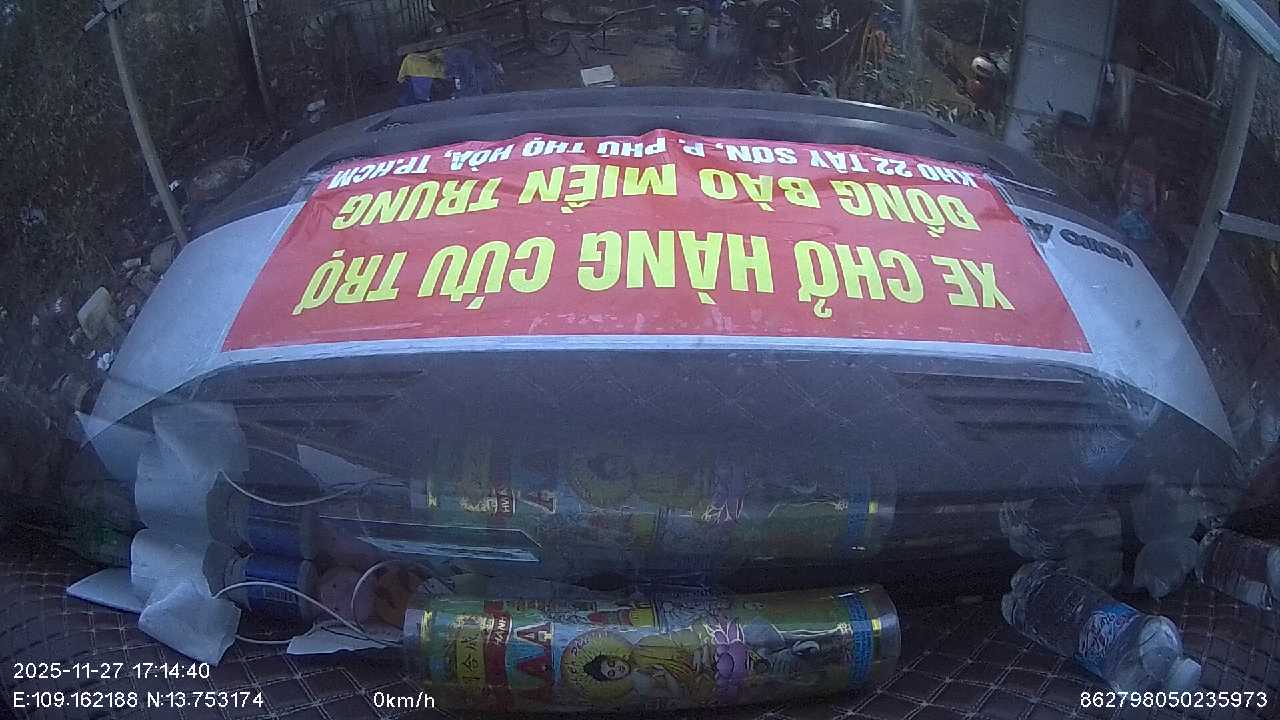 XE CHỞ HÀNG CỨU TRỢ
ĐỒNG BÀO MIỀN TRUNG
KHO 22 TÂY SƠN, P. PHÚ THỌ HÒA, TP.HCM
2025-11-27 17:14:40
E:109.162188 N:13.753174
0km/h
862798050235973